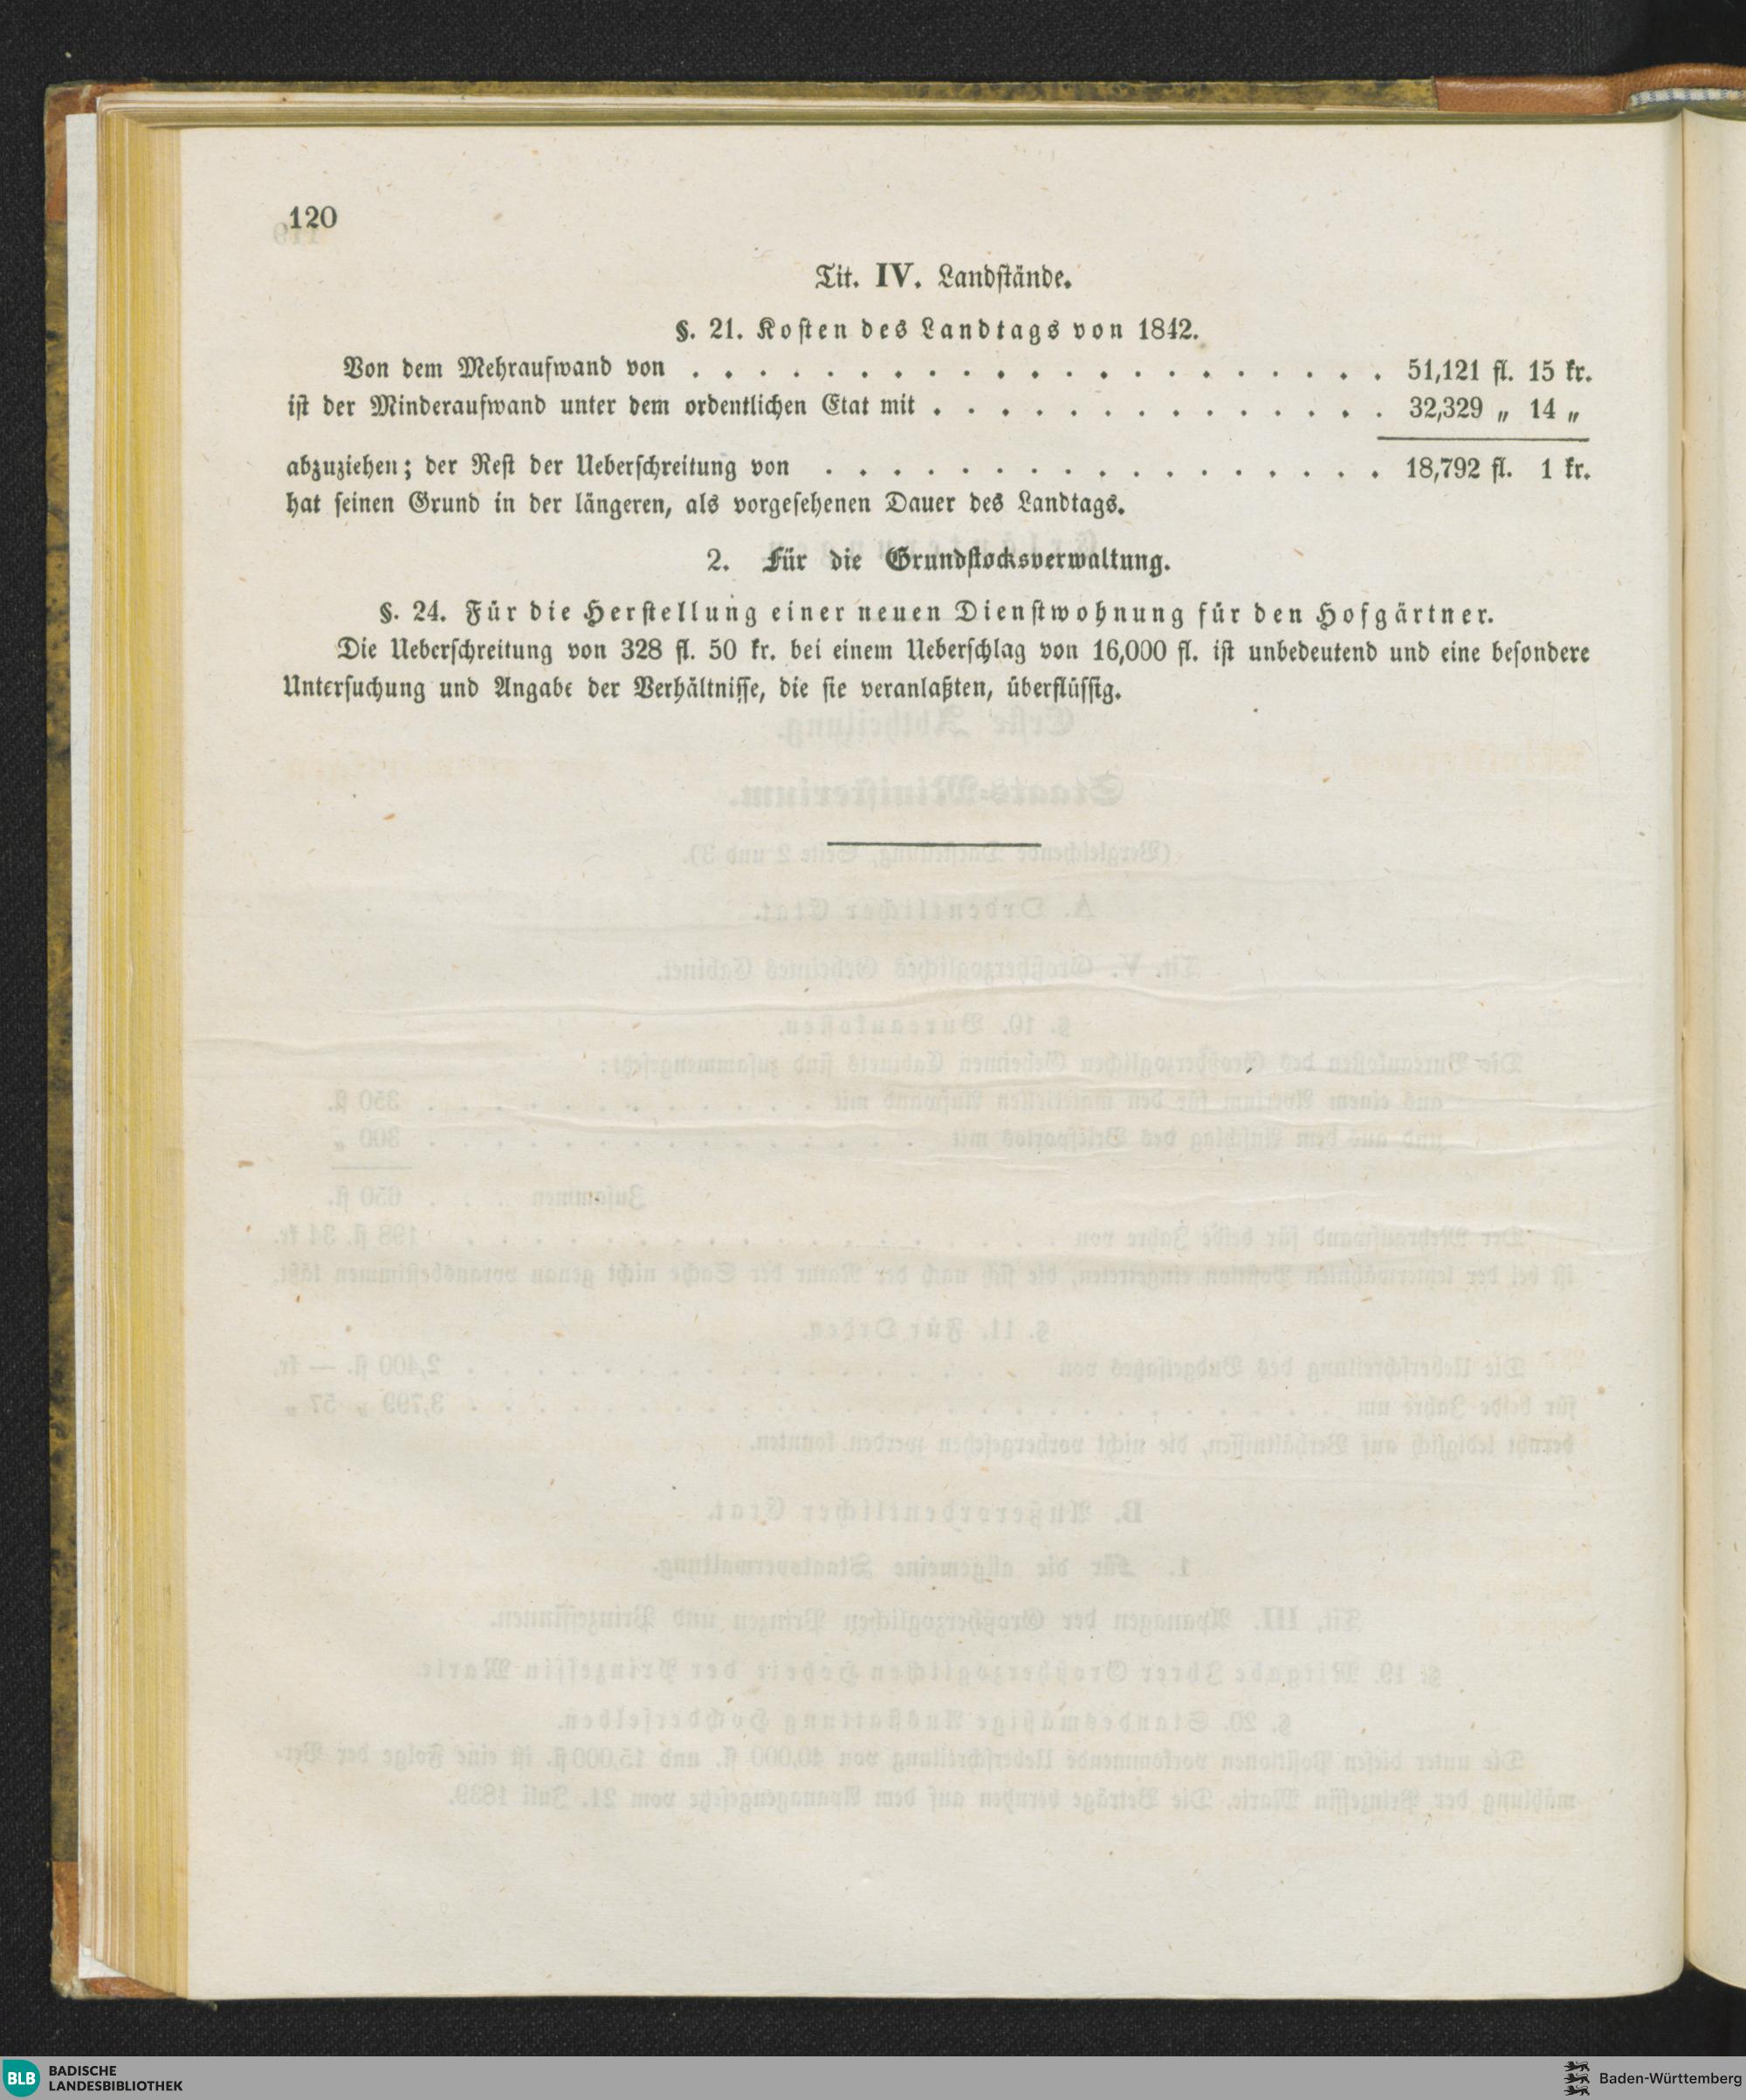 120
Tit. IV. Landstände.
§. 21. Kosten des Landtags von 1842.
Von dem Mehraufwand von . . . . . . . . . . . . . . . . . . . . . 51,121 fl. 15 kr.
ist der Minderaufwand unter dem ordentlichen Etat mit . . . . . . . . . . . . . . 32,329 „ 14 „
abzuziehen; der Rest der Ueberschreitung von . . . . . . . . . . . . . . . . . 18,792 fl. 1 kr.
hat seinen Grund in der längeren, als vorgesehenen Dauer des Landtags.
2. Für die Grundstocksverwaltung.
§. 24. Für die Herstellung einer neuen Dienstwohnung für den Hofgärtner.
Die Ueberschreitung von 328 fl. 50 kr. bei einem Ueberschlag von 16,000 fl. ist unbedeutend und eine besondere
Untersuchung und Angabe der Verhältnisse, die sie veranlaßten, überflüssig.
BLB BADISCHE
LANDESBIBLIOTHEK
Baden-Württemberg